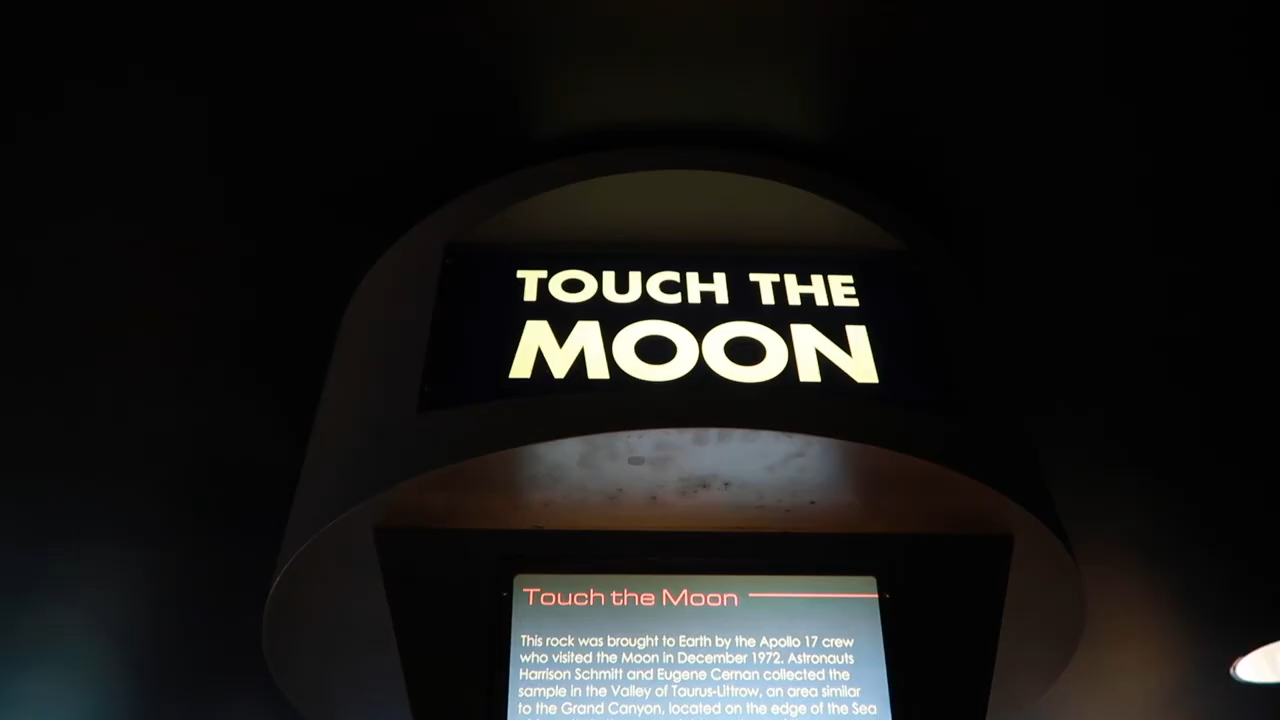 TOUCH THE
MOON
Touch the Moon
This rock was brought to Earth by the Apollo 17 crew
who visited the Moon in December 1972. Astronauts
Harrison Schmitt and Eugene Cernan collected the
sample in the Valley of Taurus-Littrow, an area similar
to the Grand Canyon, located on the edge of the Sea